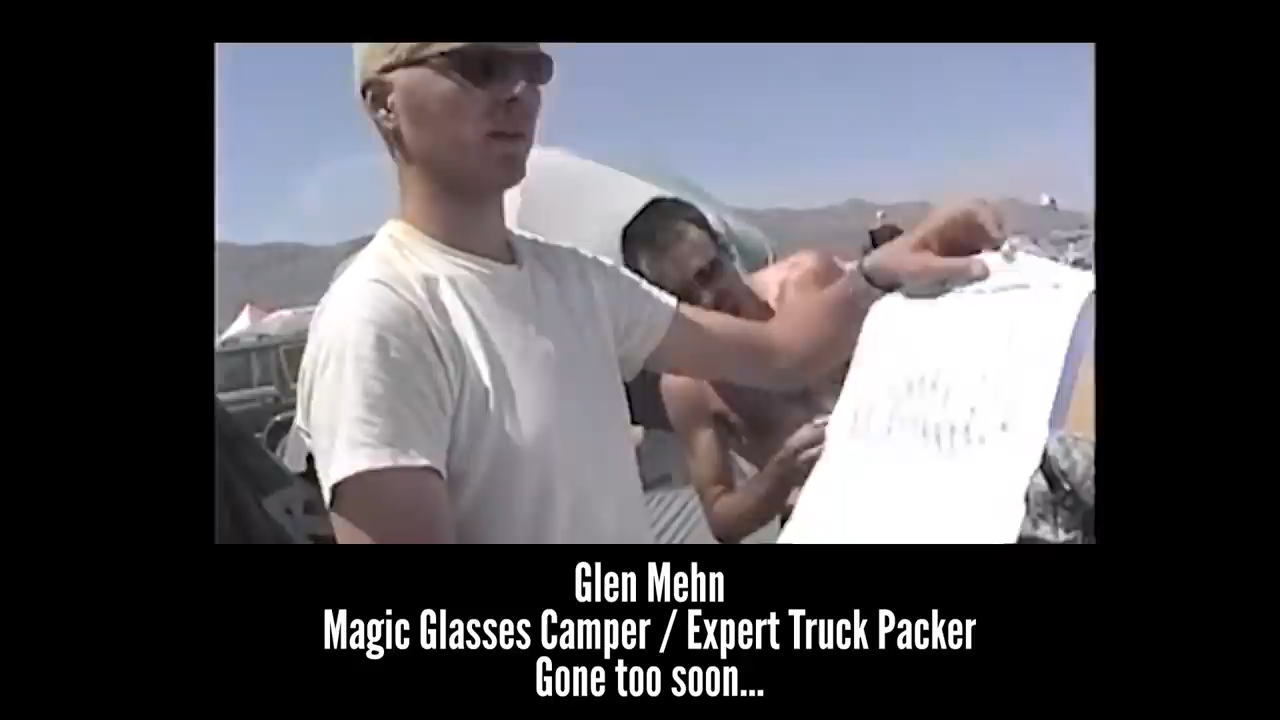 Glen Mehn
Magic Glasses Camper / Expert Truck Packer
Gone too soon...